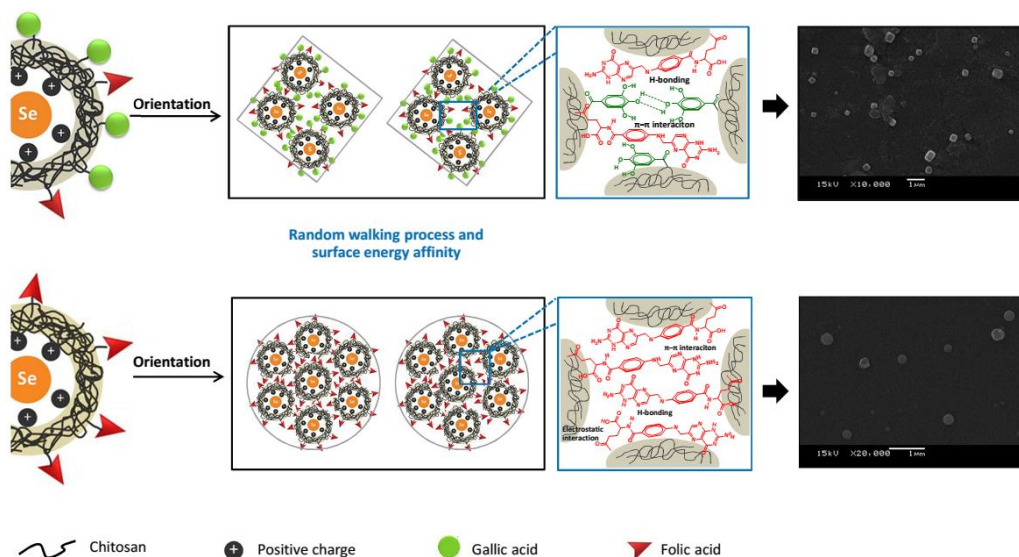 Se
+
+
+
Orientation
H-bonding
π–π interaciton
15kV X10,000 1μm
Random walking process and
surface energy affinity
Se
+
+
+
Orientation
π–π interaciton
H-bonding
Electrostatic
interaction
15kV X20,000 1μm
Chitosan
+ Positive charge
Gallic acid
Folic acid